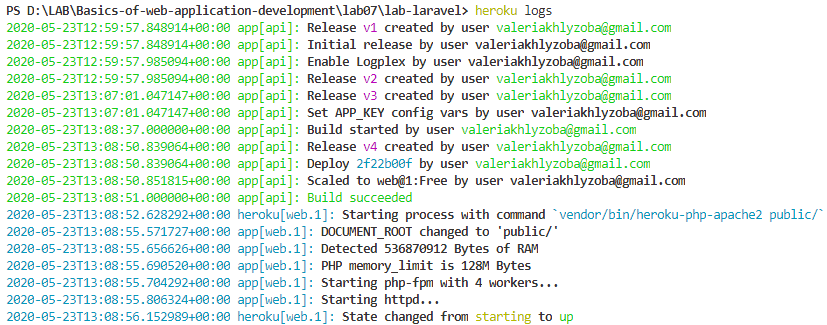 PS D:\LAB\Basics-of-web-application-development\lab07\lab-laravel> heroku logs
2020-05-23T12:59:57.848914+00:00 app[api]: Release v1 created by user valeriakhlyzoba@gmail.com
2020-05-23T12:59:57.848914+00:00 app[api]: Initial release by user valeriakhlyzoba@gmail.com
2020-05-23T12:59:57.985094+00:00 app[api]: Enable Logplex by user valeriakhlyzoba@gmail.com
2020-05-23T12:59:57.985094+00:00 app[api]: Release v2 created by user valeriakhlyzoba@gmail.com
2020-05-23T13:07:01.047147+00:00 app[api]: Release v3 created by user valeriakhlyzoba@gmail.com
2020-05-23T13:07:01.047147+00:00 app[api]: Set APP_KEY config vars by user valeriakhlyzoba@gmail.com
2020-05-23T13:08:37.000000+00:00 app[api]: Build started by user valeriakhlyzoba@gmail.com
2020-05-23T13:08:50.839064+00:00 app[api]: Release v4 created by user valeriakhlyzoba@gmail.com
2020-05-23T13:08:50.839064+00:00 app[api]: Deploy 2f22b00f by user valeriakhlyzoba@gmail.com
2020-05-23T13:08:50.851815+00:00 app[api]: Scaled to web@1:Free by user valeriakhlyzoba@gmail.com
2020-05-23T13:08:51.000000+00:00 app[api]: Build succeeded
2020-05-23T13:08:52.628292+00:00 heroku[web.1]: Starting process with command `vendor/bin/heroku-php-apache2 public/`
2020-05-23T13:08:55.571727+00:00 app[web.1]: DOCUMENT_ROOT changed to 'public/'
2020-05-23T13:08:55.656626+00:00 app[web.1]: Detected 536870912 Bytes of RAM
2020-05-23T13:08:55.690520+00:00 app[web.1]: PHP memory_limit is 128M Bytes
2020-05-23T13:08:55.704292+00:00 app[web.1]: Starting php-fpm with 4 workers...
2020-05-23T13:08:55.806324+00:00 app[web.1]: Starting httpd...
2020-05-23T13:08:56.152989+00:00 heroku[web.1]: State changed from starting to up